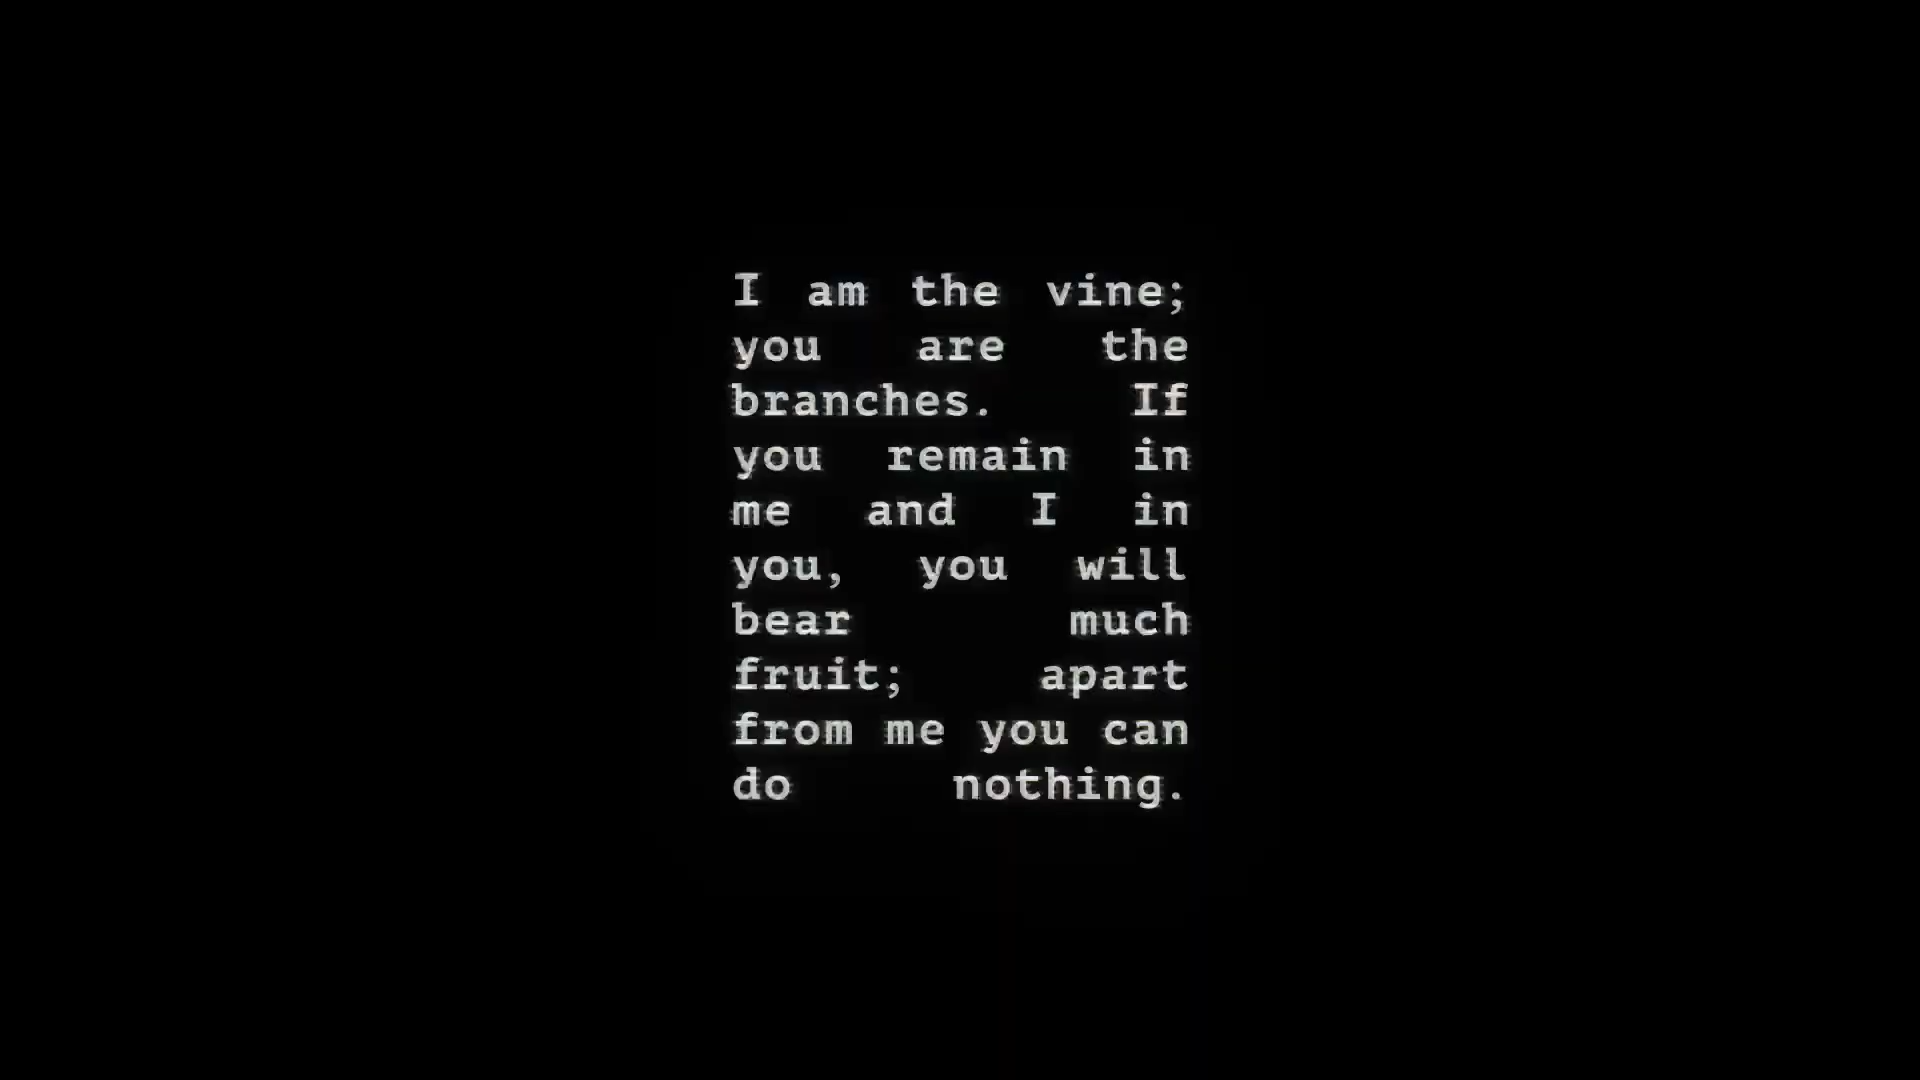 I am the vine;
you are the
branches. If
you remain in
me and I in
you, you will
bear much
fruit; apart
from me you can
do nothing.